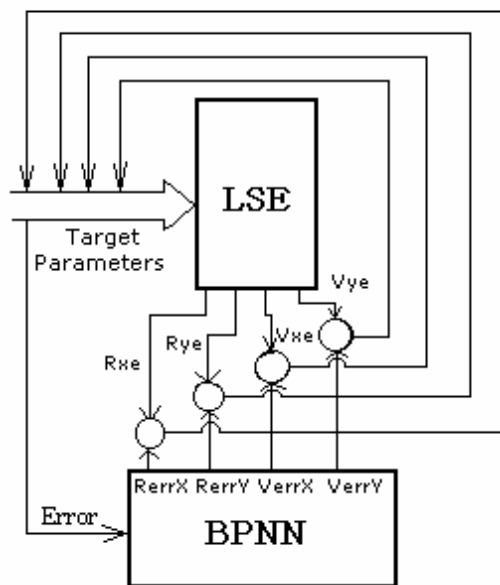 LSE
Target
Parameters
Vye
Vxe
Rye
Rxe
RerrX RerrY VerrX VerrY
Error
BPNN